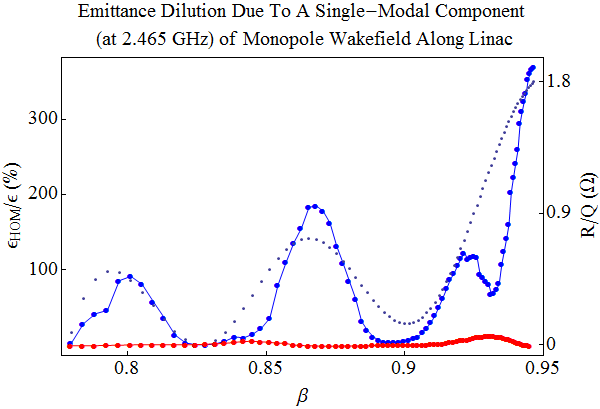 Emittance Dilution Due To A Single−Modal Component
(at 2.465 GHz) of Monopole Wakefield Along Linac
300
200
100
ϵHOM/ϵ (%)
1.8
0.9
0
R/Q (Ω)
0.8
0.85
0.9
0.95
β